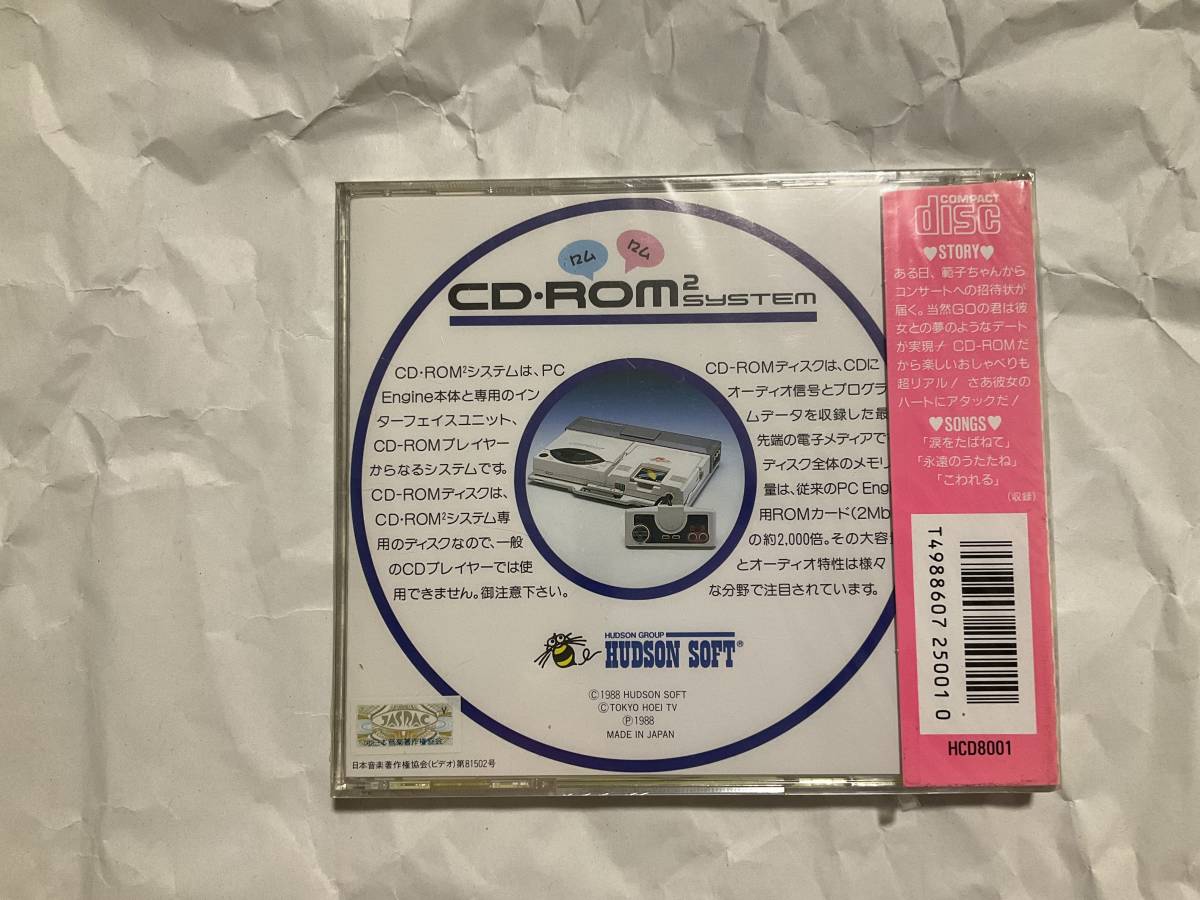 ロム
ロム
CD・ROM²
SYSTEM
CD・ROM²システムは、PC
Engine本体と専用のイン
ターフェイスユニット、
CD-ROMプレイヤー
からなるシステムです。
CD-ROMディスクは、
CD・ROM²システム専
用のディスクなので、一般
のCDプレイヤーでは使
用できません。御注意下さい。
CD-ROMディスクは、CDに
オーディオ信号とプログラ
ムデータを収録した最
先端の電子メディアです
ディスク全体のメモリ
量は、従来のPC Eng
用ROMカード(2Mb
の約2,000倍。その大容量
とオーディオ特性は様々
な分野で注目されています。
HUDSON GROUP
HUDSON SOFT®
©1988 HUDSON SOFT
©TOKYO HOEI TV
Ⓟ1988
MADE IN JAPAN
JASRAC
日本音楽著作権協会(ビデオ)第81502号
COMPACT
disc
♥STORY♥
ある日、範子ちゃんから
コンサートへの招待状が
届く。当然GOの君は彼
女との夢のようなデート
が実現! CD-ROMだ
から楽しいおしゃべりも
超リアル! さあ彼女の
ハートにアタックだ!
♥SONGS♥
「涙をたばねて」
「永遠のうたたね」
「こわれる」
(収録)
T4988607 250010
HCD8001